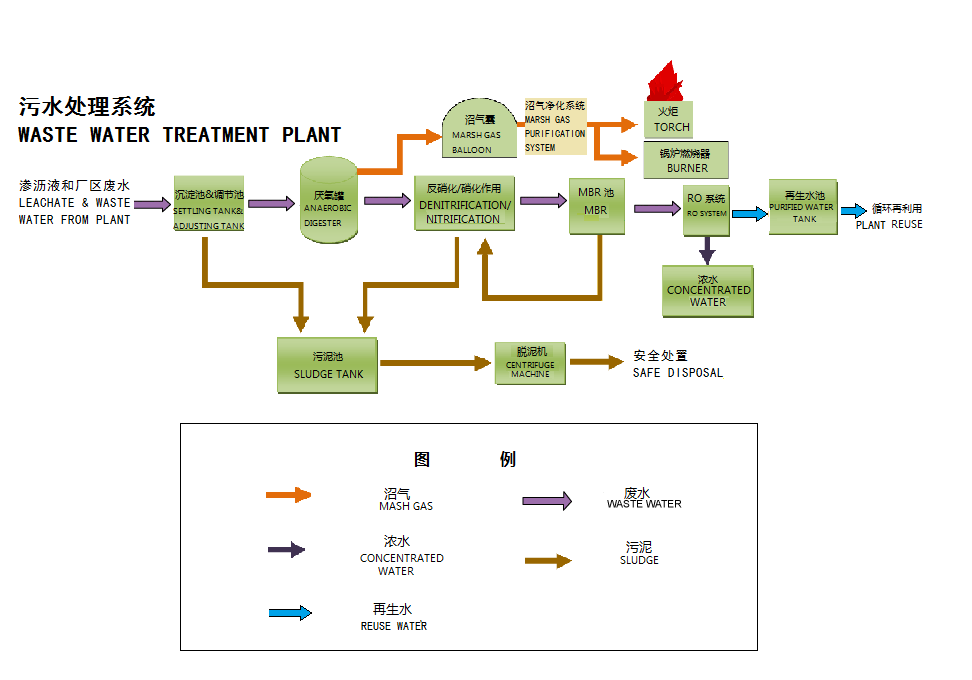 污水处理系统
WASTE WATER TREATMENT PLANT
渗沥液和厂区废水
LEACHATE & WASTE
WATER FROM PLANT
沉淀池&调节池
SETTLING TANK&
ADJUSTING TANK
厌氧罐
ANAEROBIC
DIGESTER
沼气囊
MARSH GAS
BALLOON
沼气净化系统
MARSH GAS
PURIFICATION
SYSTEM
火炬
TORCH
锅炉燃烧器
BURNER
反硝化/硝化作用
DENITRIFICATION/
NITRIFICATION
MBR 池
MBR
RO 系统
RO SYSTEM
再生水池
PURIFIED WATER
TANK
循环再利用
PLANT REUSE
浓水
CONCENTRATED
WATER
污泥池
SLUDGE TANK
脱泥机
CENTRIFUGE
MACHINE
安全处置
SAFE DISPOSAL
图 例
沼气
MASH GAS
废水
WASTE WATER
浓水
CONCENTRATED
WATER
污泥
SLUDGE
再生水
REUSE WATER